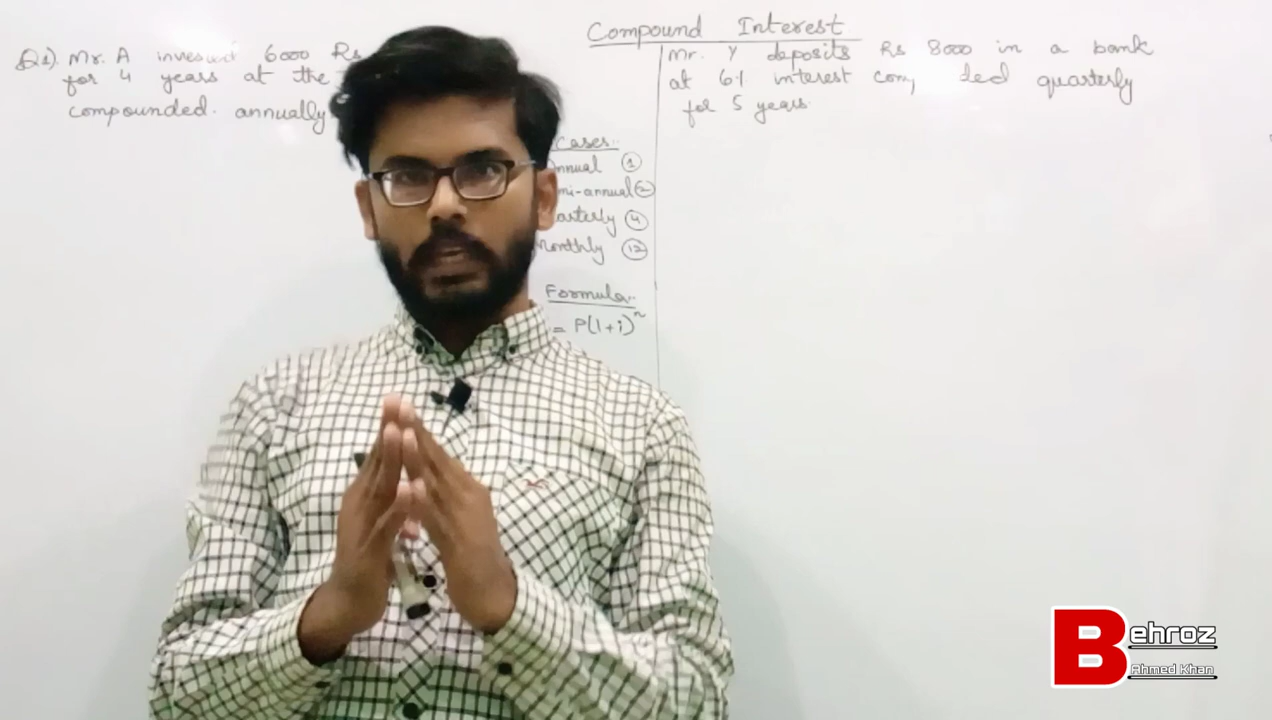 Compound Interest
Q1). Mr. A invested 6000 Rs
for 4 years at the
compounded. annually
Cases:-
Annual ①
mi-annual ②
arterly ④
Monthly ⑫
Formula:-
= P(1+i)ⁿ
Mr. Y deposits Rs 8000 in a bank
at 6% interest com ded quarterly
for 5 years.
Behroz
Ahmed Khan